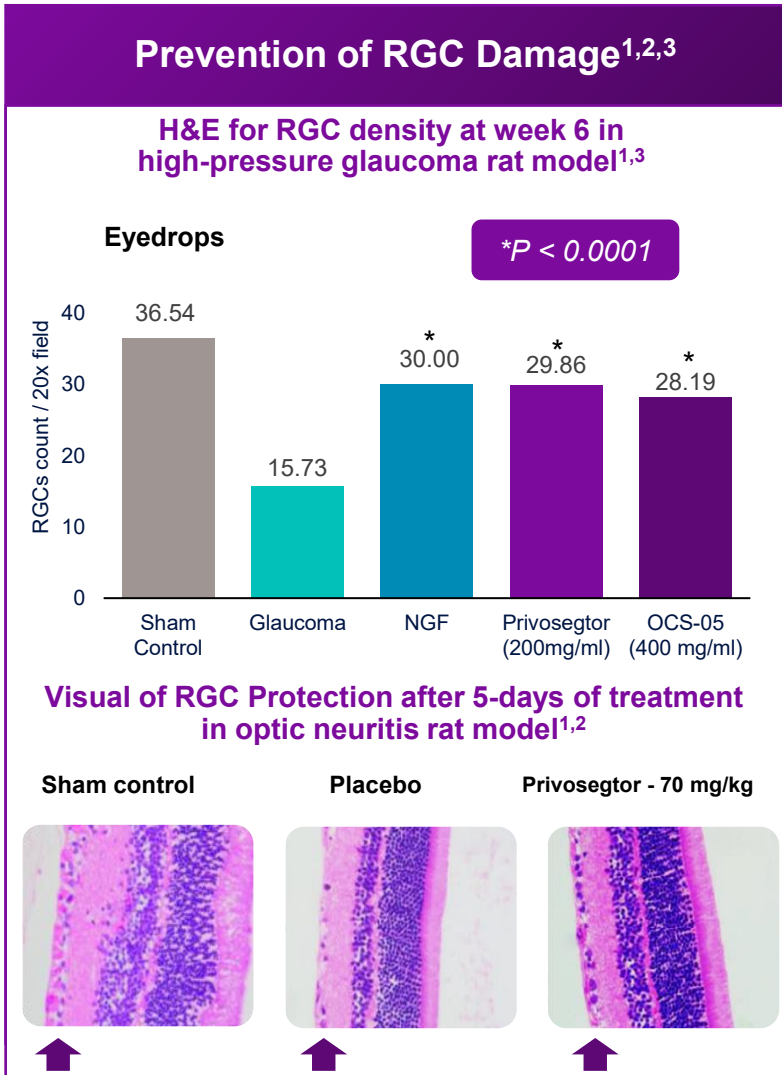 Prevention of RGC Damage1,2,3
H&E for RGC density at week 6 in
high-pressure glaucoma rat model1,3
Eyedrops
*P < 0.0001
RGCs count / 20x field
40
30
20
10
0
36.54
15.73
*
30.00
*
29.86
*
28.19
Sham
Control
Glaucoma
NGF
Privosegtor
(200mg/ml)
OCS-05
(400 mg/ml)
Visual of RGC Protection after 5-days of treatment
in optic neuritis rat model1,2
Sham control
Placebo
Privosegtor - 70 mg/kg